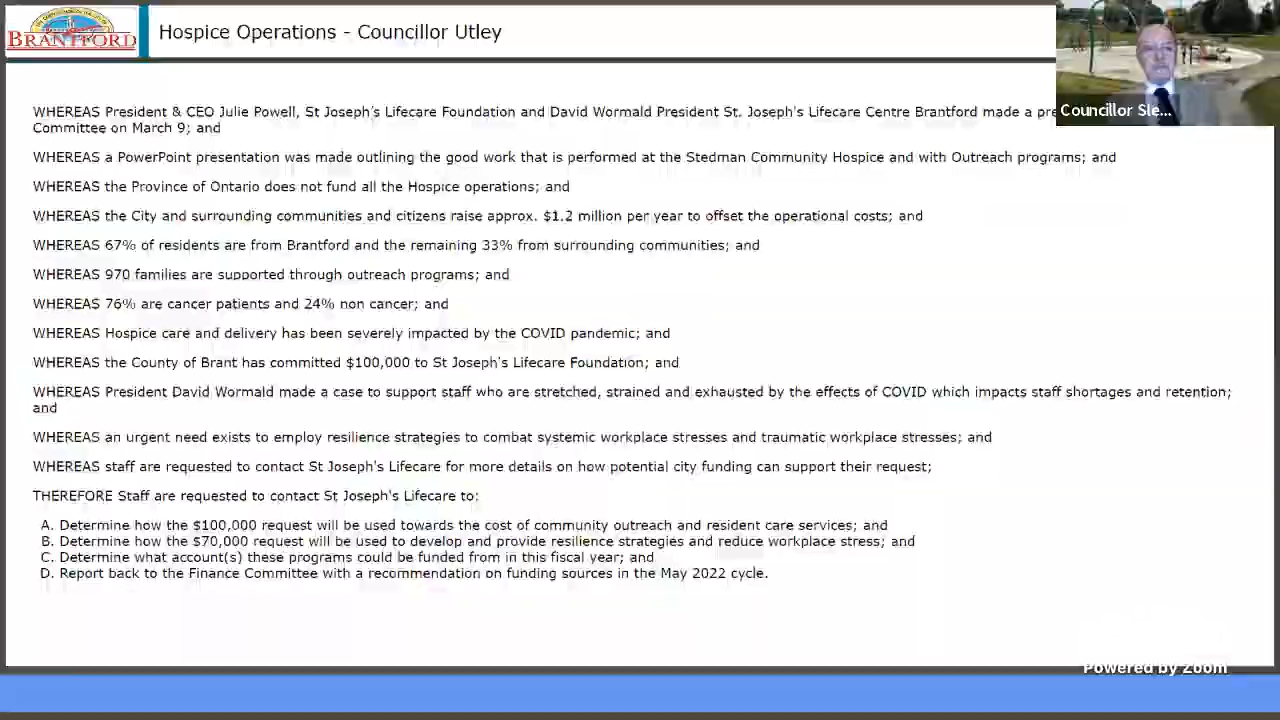 BRANTFORD
Hospice Operations - Councillor Utley
Councillor Sle...
WHEREAS President & CEO Julie Powell, St Joseph's Lifecare Foundation and David Wormald President St. Joseph's Lifecare Centre Brantford made a pre
Committee on March 9; and
WHEREAS a PowerPoint presentation was made outlining the good work that is performed at the Stedman Community Hospice and with Outreach programs; and
WHEREAS the Province of Ontario does not fund all the Hospice operations; and
WHEREAS the City and surrounding communities and citizens raise approx. $1.2 million per year to offset the operational costs; and
WHEREAS 67% of residents are from Brantford and the remaining 33% from surrounding communities; and
WHEREAS 970 families are supported through outreach programs; and
WHEREAS 76% are cancer patients and 24% non cancer; and
WHEREAS Hospice care and delivery has been severely impacted by the COVID pandemic; and
WHEREAS the County of Brant has committed $100,000 to St Joseph's Lifecare Foundation; and
WHEREAS President David Wormald made a case to support staff who are stretched, strained and exhausted by the effects of COVID which impacts staff shortages and retention;
and
WHEREAS an urgent need exists to employ resilience strategies to combat systemic workplace stresses and traumatic workplace stresses; and
WHEREAS staff are requested to contact St Joseph's Lifecare for more details on how potential city funding can support their request;
THEREFORE Staff are requested to contact St Joseph's Lifecare to:
A. Determine how the $100,000 request will be used towards the cost of community outreach and resident care services; and
B. Determine how the $70,000 request will be used to develop and provide resilience strategies and reduce workplace stress; and
C. Determine what account(s) these programs could be funded from in this fiscal year; and
D. Report back to the Finance Committee with a recommendation on funding sources in the May 2022 cycle.
Powered by Zoom